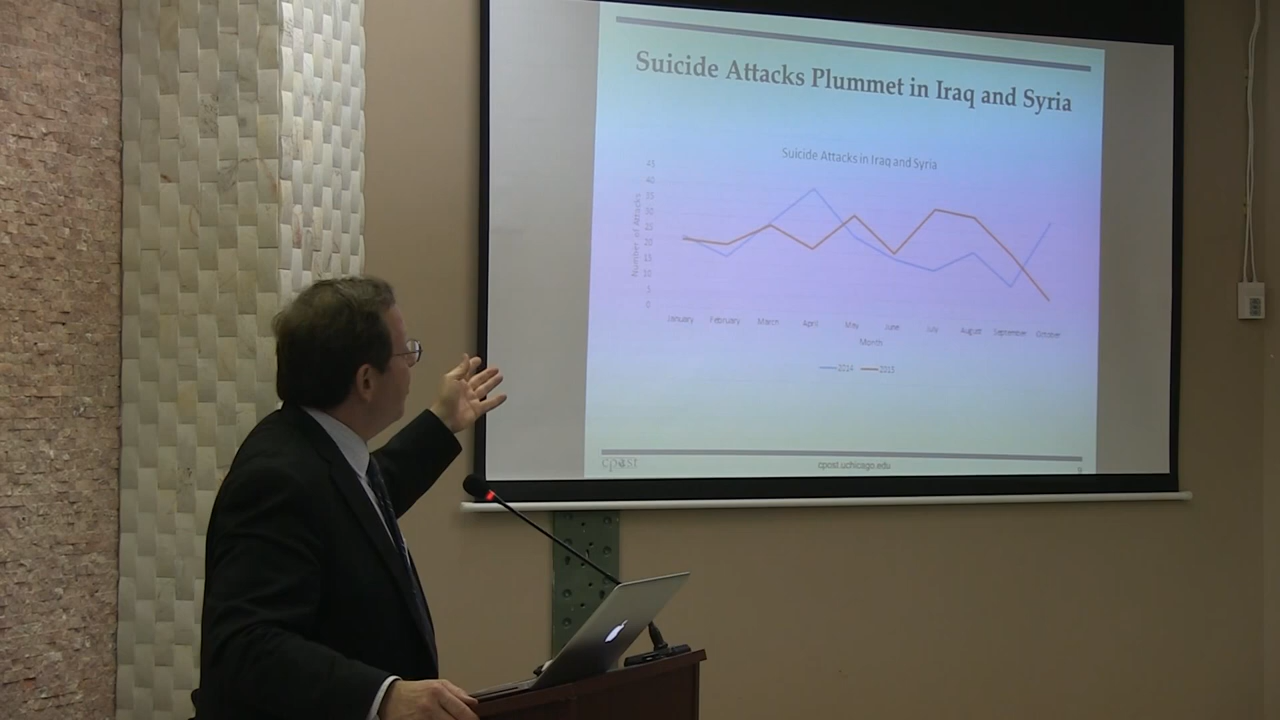 Suicide Attacks Plummet in Iraq and Syria
Suicide Attacks in Iraq and Syria
Number of Attacks
45
40
35
30
25
20
15
10
5
0
January February March April May June July August September October
Month
2014 2015
cpost
cpost.uchicago.edu
9